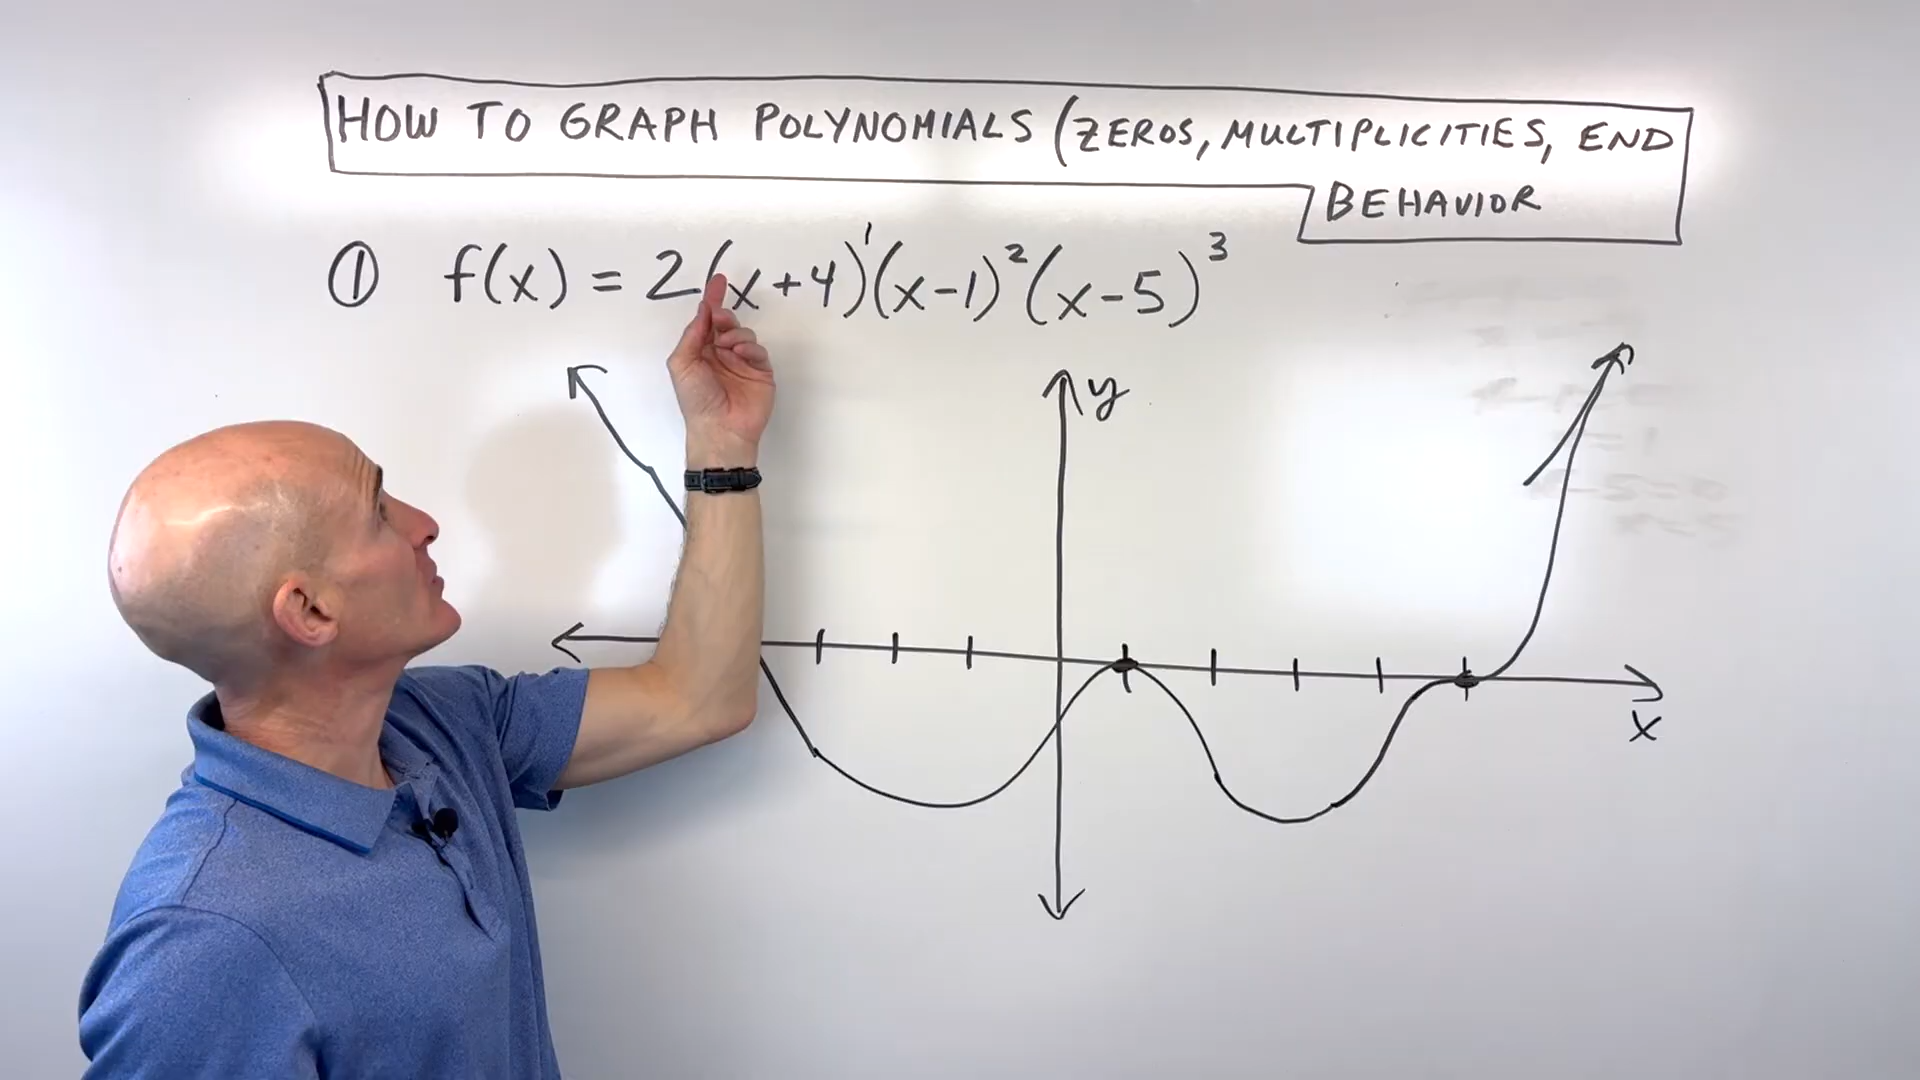 HOW TO GRAPH POLYNOMIALS (ZEROS, MULTIPLICITIES, END
BEHAVIOR
① f(x) = 2(x+4)¹(x-1)²(x-5)³
y
x